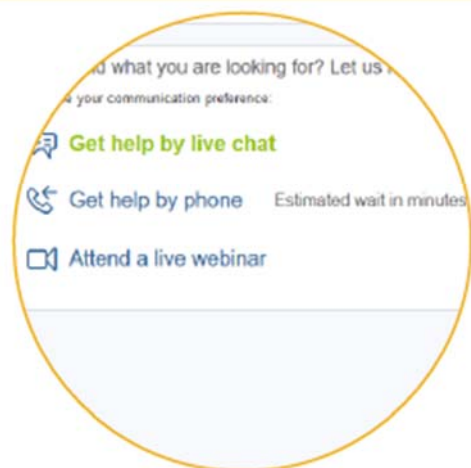 what you are looking for? Let us
your communication preference:
Get help by live chat
Get help by phone Estimated wait in minutes
Attend a live webinar